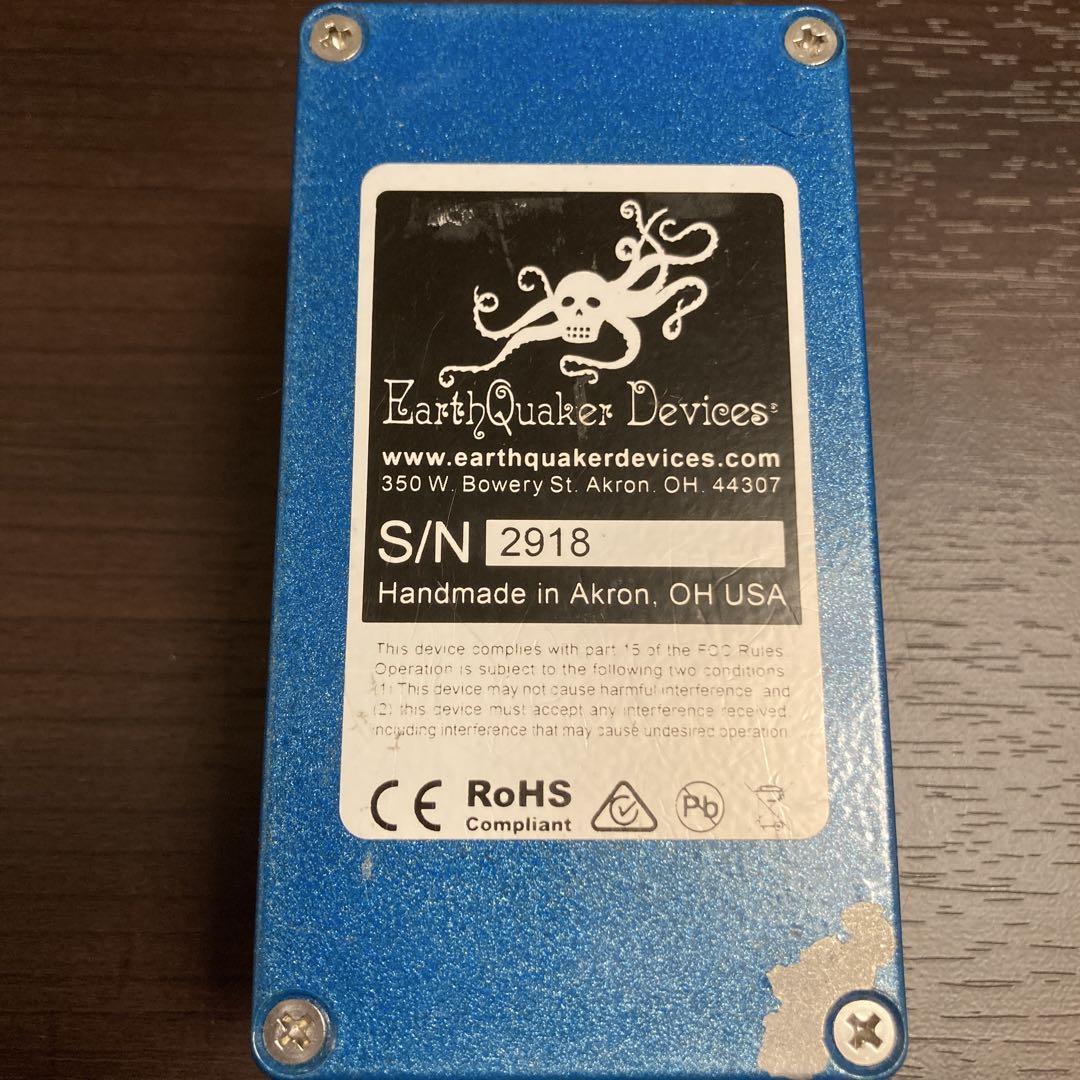 EarthQuaker Devices
www.earthquakerdevices.com
350 W. Bowery St. Akron. OH. 44307
S/N 2918
Handmade in Akron, OH USA
This device complies with part 15 of the FCC Rules
Operation is subject to the following two conditions
(1) This device may not cause harmful interference and
(2) this device must accept any interference received
including interference that may cause undesired operation
CE RoHS Pb
Compliant